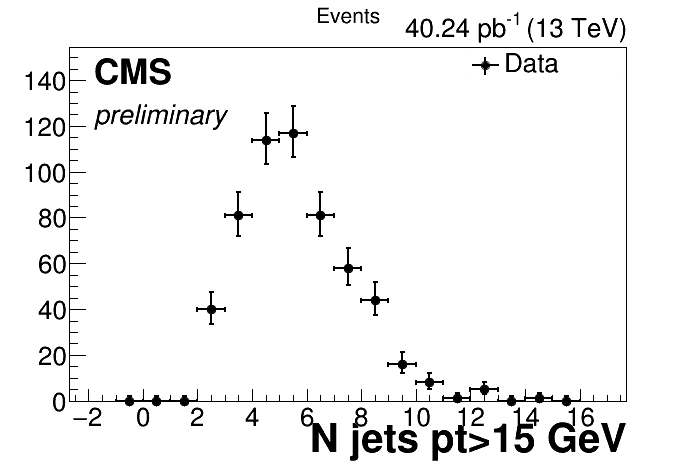 Events
40.24 pb-1 (13 TeV)
CMS
Data
preliminary
140
120
100
80
60
40
20
0
−2 0 2 4 6 8 10 12 14 16
N jets pt>15 GeV